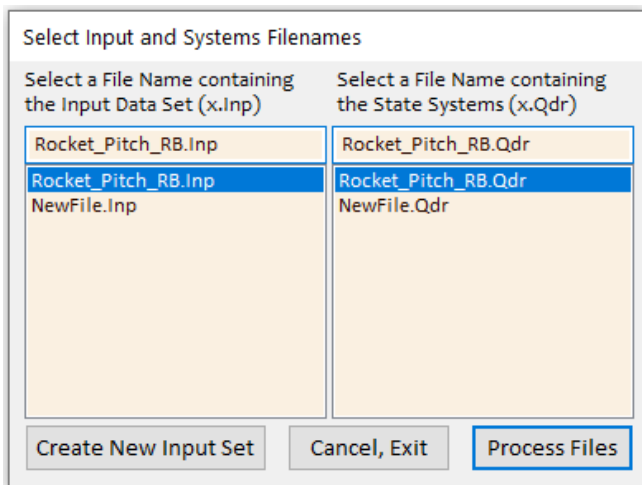 Select Input and Systems Filenames
Select a File Name containing
the Input Data Set (x.Inp)
Rocket_Pitch_RB.Inp
Rocket_Pitch_RB.Inp
NewFile.Inp
Select a File Name containing
the State Systems (x.Qdr)
Rocket_Pitch_RB.Qdr
Rocket_Pitch_RB.Qdr
NewFile.Qdr
Create New Input Set
Cancel, Exit
Process Files